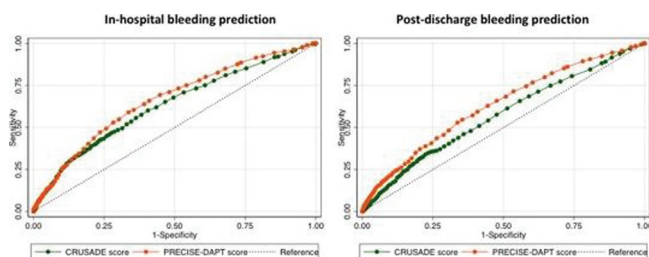 In-hospital bleeding prediction
Post-discharge bleeding prediction
Sensitivity
1.00
0.75
0.50
0.25
0.00
0.00 0.25 0.50 0.75 1.00
1-Specificity
CRUSADE score PRECISE-DAPT score Reference
Sensitivity
1.00
0.75
0.50
0.25
0.00
0.00 0.25 0.50 0.75 1.00
1-Specificity
CRUSADE score PRECISE-DAPT score Reference